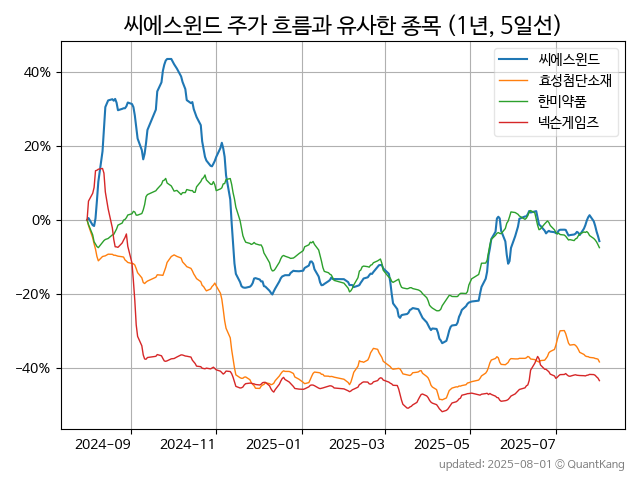 씨에스윈드 주가 흐름과 유사한 종목 (1년, 5일선)
씨에스윈드
효성첨단소재
한미약품
넥슨게임즈
40%
20%
0%
−20%
−40%
2024-09
2024-11
2025-01
2025-03
2025-05
2025-07
updated: 2025-08-01 © QuantKang